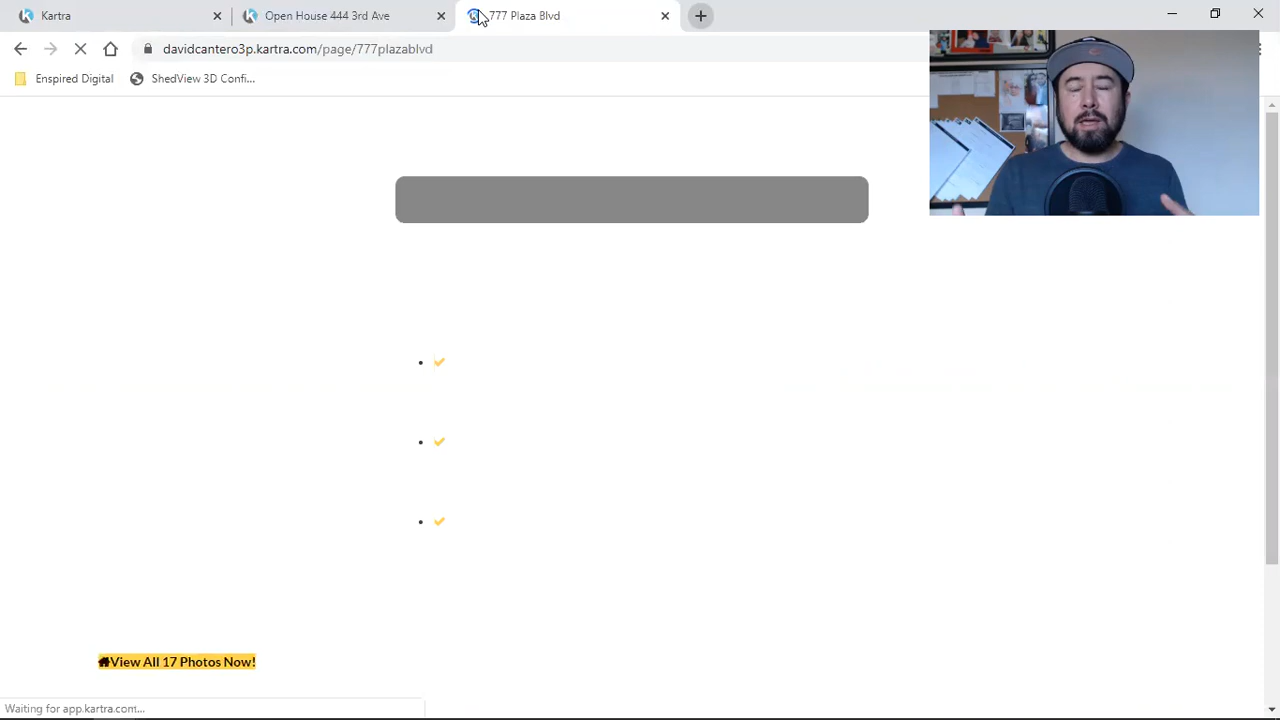 Kartra
Open House 444 3rd Ave
777 Plaza Blvd
davidcantero3p.kartra.com/page/777plazablvd
Enspired Digital
ShedView 3D Confi...
View All 17 Photos Now!
Waiting for app.kartra.com...